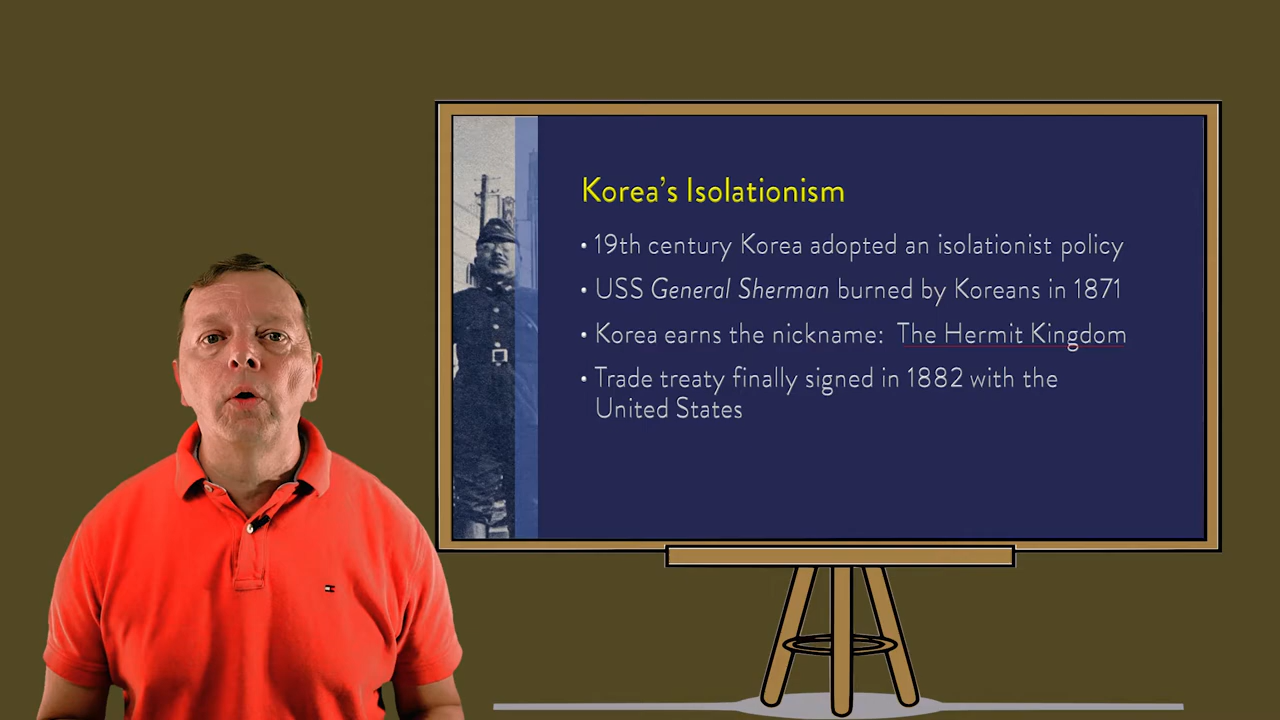 Korea's Isolationism
• 19th century Korea adopted an isolationist policy
• USS General Sherman burned by Koreans in 1871
• Korea earns the nickname: The Hermit Kingdom
• Trade treaty finally signed in 1882 with the
United States